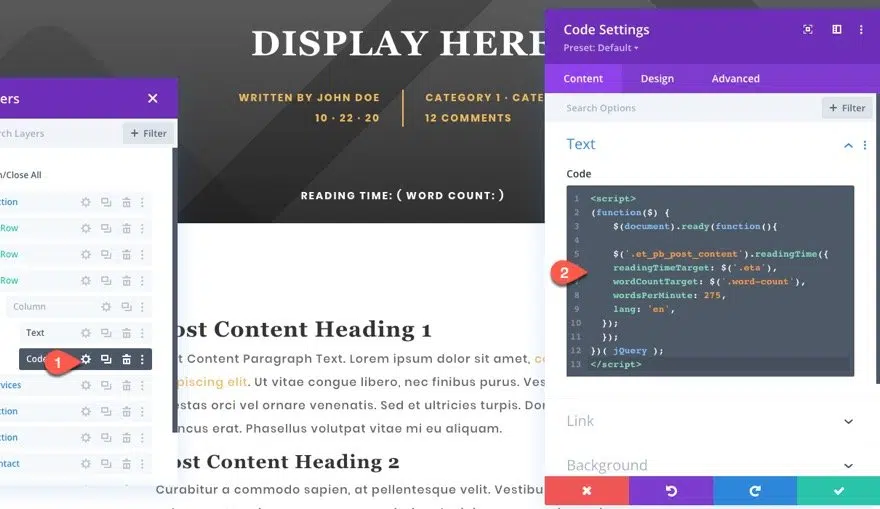 DISPLAY HERE
WRITTEN BY JOHN DOE
10 · 22 · 20
CATEGORY 1 · CATE
12 COMMENTS
READING TIME: ( WORD COUNT: )
ers
rch Layers
+ Filter
n/Close All
ction
Row
Row
Row
Column
Text
Cod
1
rvices
ction
ction
ntact
ost Content Heading 1
t Content Paragraph Text. Lorem ipsum dolor sit amet, c
ipiscing elit. Ut vitae congue libero, nec finibus purus. Ves
estas orci vel ornare venenatis. Sed et ultricies turpis. Dor
ncus erat. Phasellus volutpat vitae mi eu aliquam.
ost Content Heading 2
Curabitur a commodo sapien, at pellentesque velit. Vestibu
Code Settings
Preset: Default
Content
Design
Advanced
Search Options
+ Filter
Text
Code
1 <script>
2 (function($) {
3 $(document).ready(function(){
4
5 $('.et_pb_post_content').readingTime({
readingTimeTarget: $('.eta'),
wordCountTarget: $('.word-count'),
8 wordsPerMinute: 275,
9 lang: 'en',
10 });
11 });
12 })( jQuery );
13 </script>
2
Link
Background